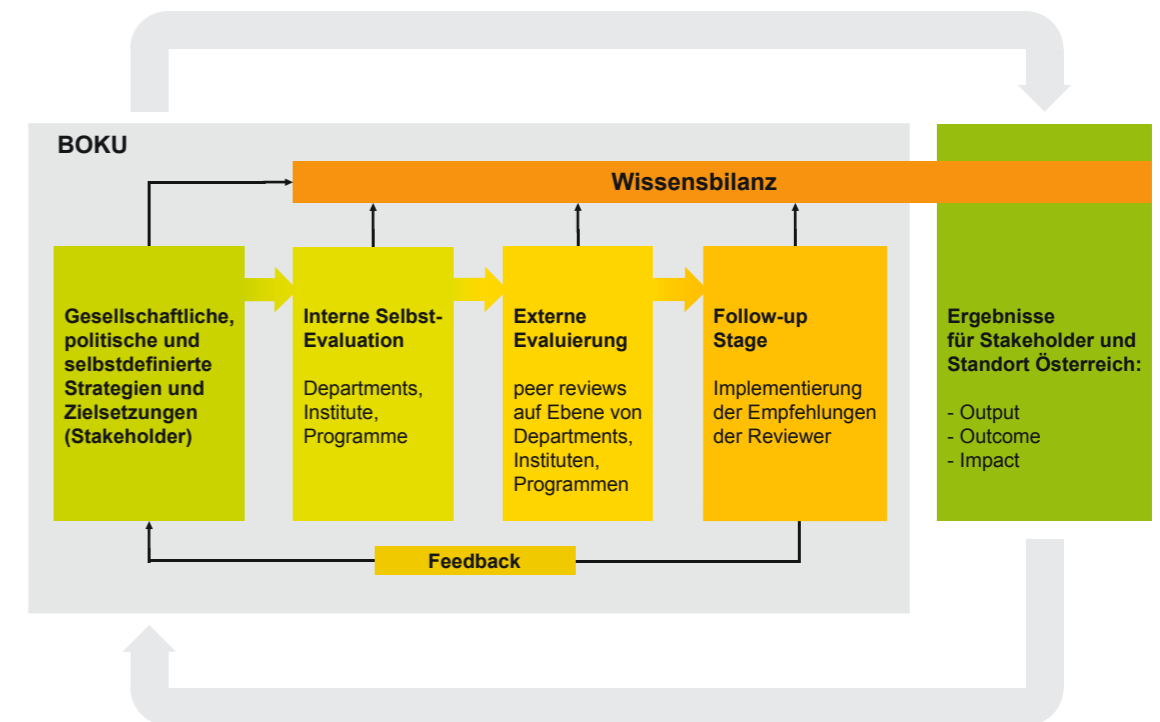 BOKU
Wissensbilanz
Gesellschaftliche,
politische und
selbstdefinierte
Strategien und
Zielsetzungen
(Stakeholder)
Interne Selbst-
Evaluation
Departments,
Institute,
Programme
Externe
Evaluierung
peer reviews
auf Ebene von
Departments,
Instituten,
Programmen
Follow-up
Stage
Implementierung
der Empfehlungen
der Reviewer
Ergebnisse
für Stakeholder und
Standort Österreich:
- Output
- Outcome
- Impact
Feedback